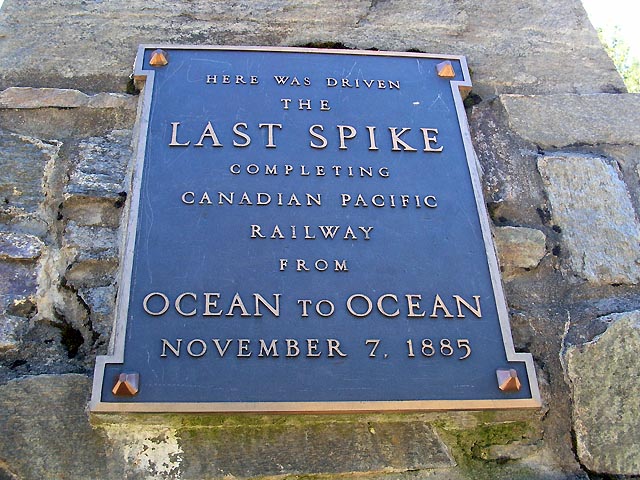 HERE WAS DRIVEN
THE
LAST SPIKE
COMPLETING
CANADIAN PACIFIC
RAILWAY
FROM
OCEAN TO OCEAN
NOVEMBER 7, 1885